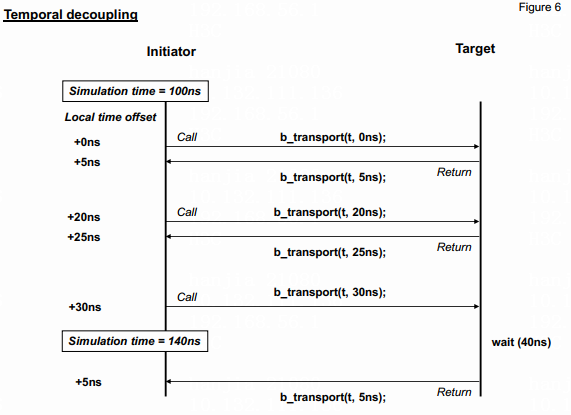 Figure 6
Temporal decoupling
Initiator
Target
Simulation time = 100ns
Local time offset
Call
b_transport(t, 0ns);
+0ns
+5ns
b_transport(t, 5ns);
Return
Call
b_transport(t, 20ns);
+20ns
+25ns
b_transport(t, 25ns);
Return
Call
b_transport(t, 30ns);
+30ns
Simulation time = 140ns
wait (40ns)
+5ns
b_transport(t, 5ns);
Return